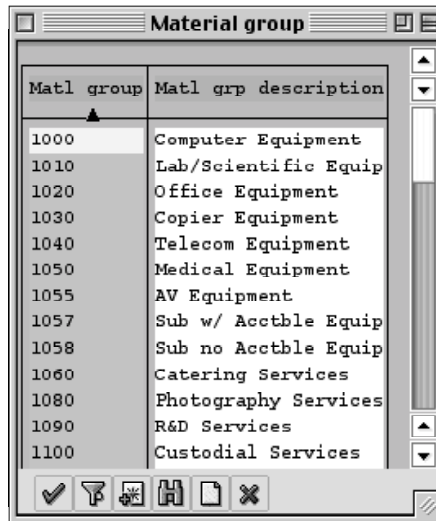 Material group
Matl group Matl grp description
1000 Computer Equipment
1010 Lab/Scientific Equip
1020 Office Equipment
1030 Copier Equipment
1040 Telecom Equipment
1050 Medical Equipment
1055 AV Equipment
1057 Sub w/ Acctble Equip
1058 Sub no Acctble Equip
1060 Catering Services
1080 Photography Services
1090 R&D Services
1100 Custodial Services